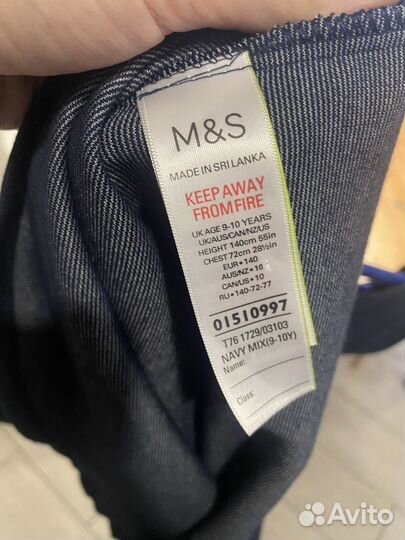 M&S
MADE IN SRI LANKA
KEEP AWAY
FROM FIRE
UK AGE 9-10 YEARS
UK/AUS/CAN/NZ/US
HEIGHT 140cm 55in
CHEST 72cm 28½in
EUR•140
AUS/NZ•10
CAN/US•10
RU•140-72-77
01510997
T76 1729/03103
NAVY MIX(9-10Y)
Name:
Class:
Avito